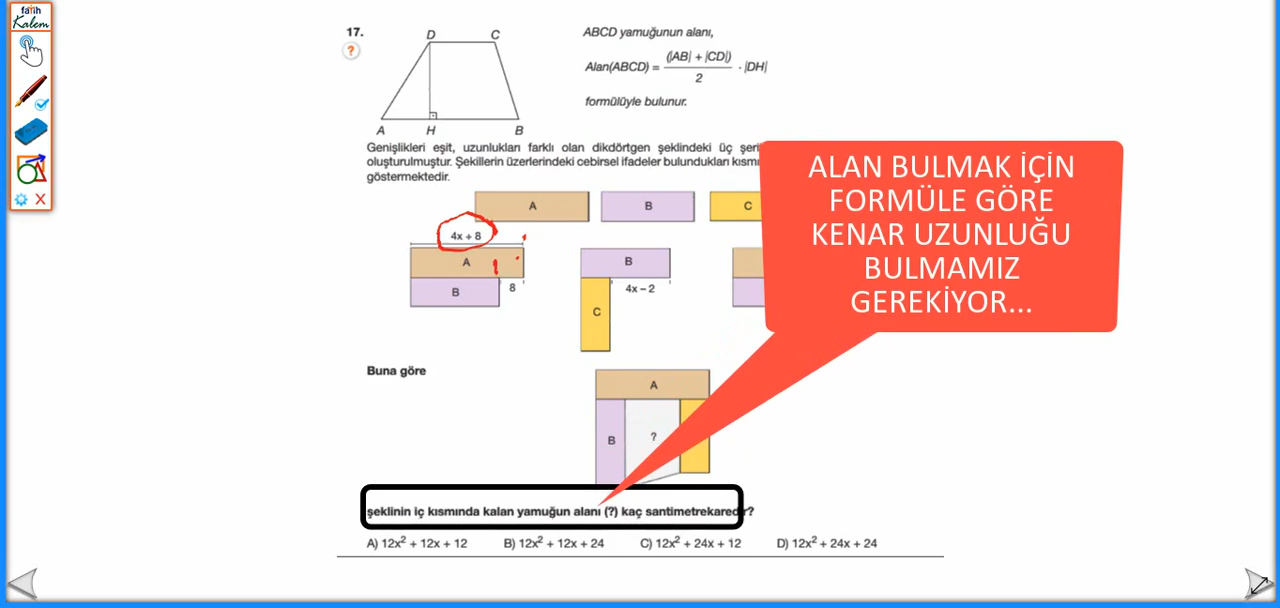 fatih
Kalem
17.
?
D C
A H B
ABCD yamuğunun alanı,
Alan(ABCD) = (|AB| + |CD|) / 2 · |DH|
formülüyle bulunur.
Genişlikleri eşit, uzunlukları farklı olan dikdörtgen şeklindeki üç şeri
oluşturulmuştur. Şekillerin üzerlerindeki cebirsel ifadeler bulundukları kısmı
göstermektedir.
ALAN BULMAK İÇİN
FORMÜLE GÖRE
KENAR UZUNLUĞU
BULMAMIZ
GEREKİYOR...
A B C
4x + 8
A
B 8
B
4x – 2
C
Buna göre
A
B ?
şeklinin iç kısmında kalan yamuğun alanı (?) kaç santimetrekaredir?
A) 12x² + 12x + 12 B) 12x² + 12x + 24 C) 12x² + 24x + 12 D) 12x² + 24x + 24